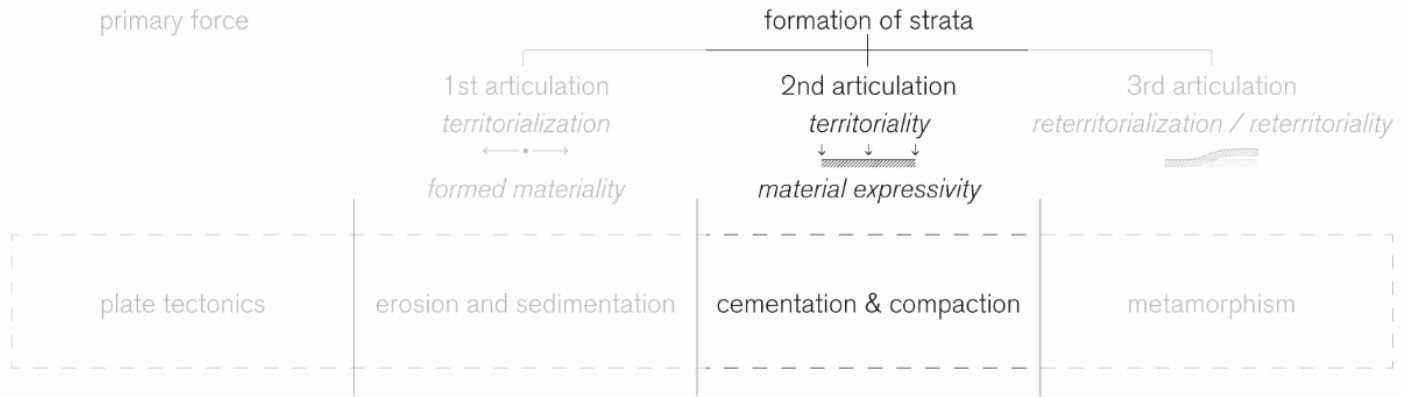 primary force
formation of strata
1st articulation
2nd articulation
3rd articulation
territorialization
territoriality
reterritorialization / reterritoriality
formed materiality
material expressivity
plate tectonics
erosion and sedimentation
cementation & compaction
metamorphism